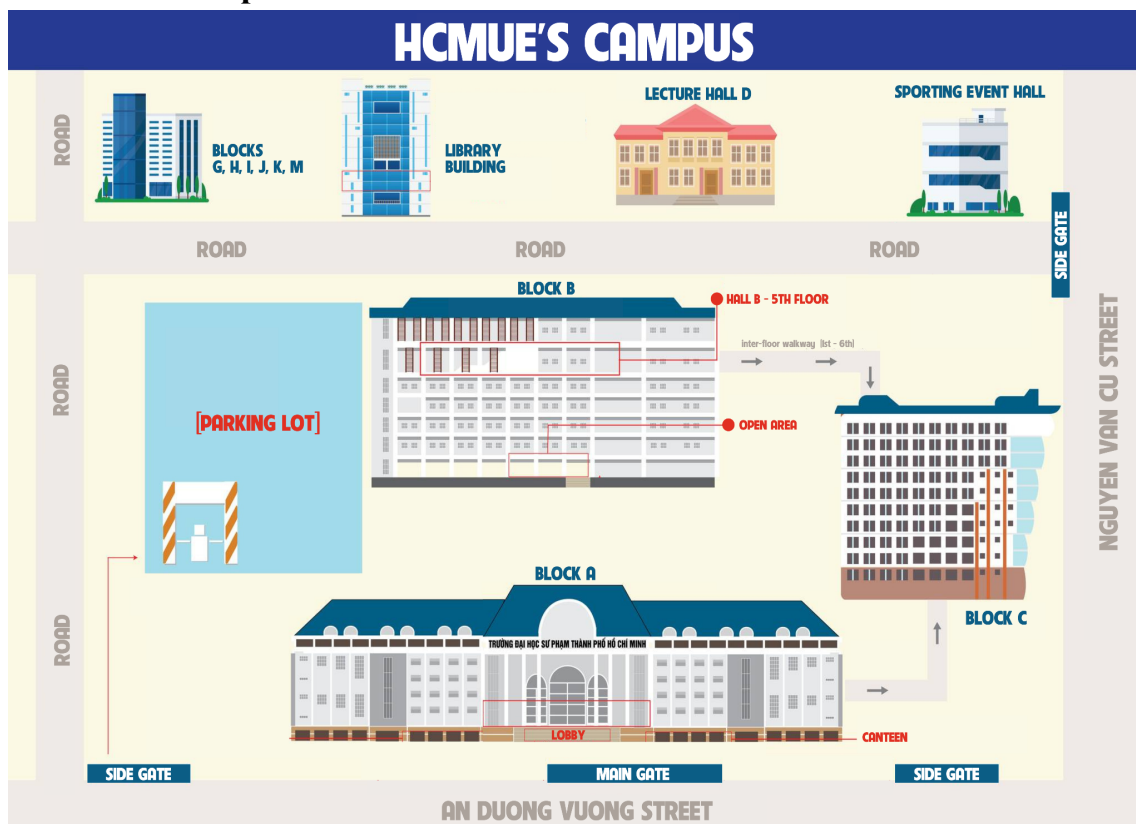 HCMUE'S CAMPUS
ROAD
BLOCKS
G, H, I, J, K, M
LIBRARY
BUILDING
LECTURE HALL D
SPORTING EVENT HALL
SIDE GATE
ROAD
ROAD
ROAD
NGUYEN VAN CU STREET
ROAD
[PARKING LOT]
BLOCK B
HALL B - 5TH FLOOR
inter-floor walkway (1st - 6th)
OPEN AREA
BLOCK A
TRƯỜNG ĐẠI HỌC SƯ PHẠM THÀNH PHỐ HỒ CHÍ MINH
BLOCK C
ROAD
LOBBY
CANTEEN
SIDE GATE
MAIN GATE
SIDE GATE
AN DUONG VUONG STREET